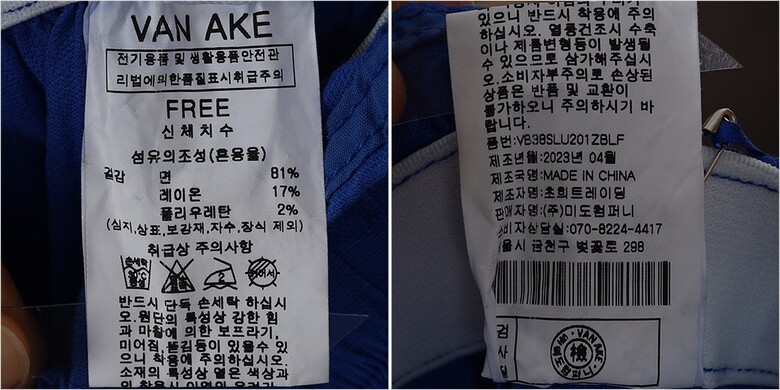 VAN AKE
전기용품 및 생활용품안전관
리법에의한품질표시취급주의
FREE
신체치수
섬유의조성(혼용율)
겉감 면 81%
레이온 17%
폴리우레탄 2%
(심지,상표,보강재,자수,장식 제외)
취급상 주의사항
반드시 단독 손세탁 하십시
오.원단의 특성상 강한 힘
과 마찰에 의한 보프라기,
미어짐 뜯김등이 있을수 있
으니 착용에 주의하십시오.
소재의 특성상 옅은 색상과
있으니 반드시 착용에 주의
하십시오. 열풍건조시 수축
이나 제품변형등이 발생될
수 있으므로 삼가해주십시
오.소비자부주의로 손상된
상품은 반품 및 교환이
불가하오니 주의하시기 바
랍니다.
품번:VB38SLU201ZBLF
제조년월:2023년 04월
제조국명:MADE IN CHINA
제조자명:초희트레이딩
판매자명:(주)미도컴퍼니
소비자상담실:070-8224-4417
서울시 금천구 벚꽃로 298
검사필
VAN AKE
檢